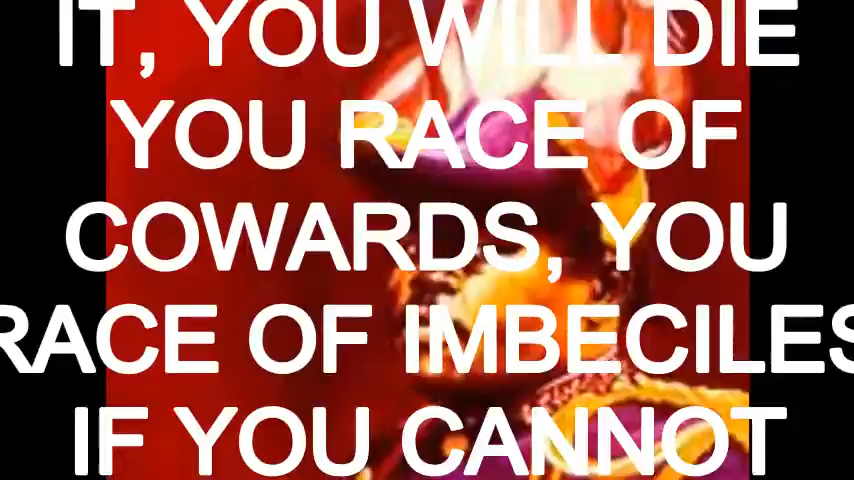 IT, YOU WILL DIE
YOU RACE OF
COWARDS, YOU
RACE OF IMBECILES
IF YOU CANNOT